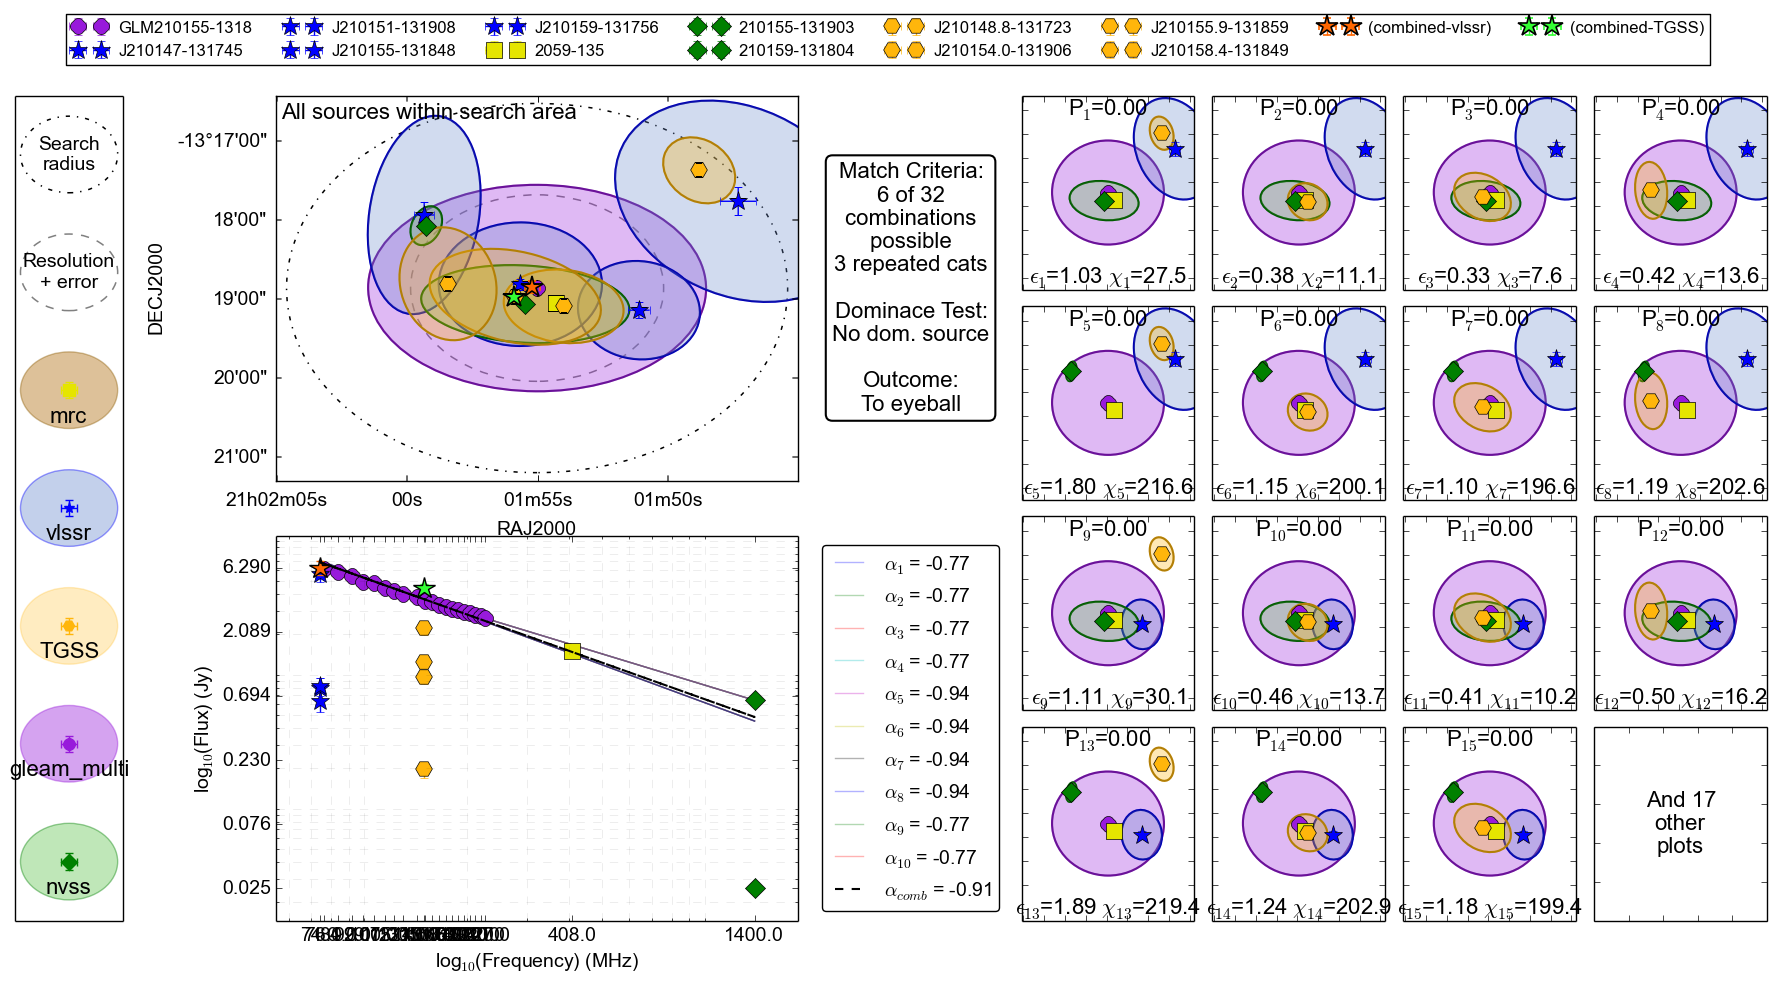 GLM210155-1318 J210151-131908 J210159-131756 210155-131903 J210148.8-131723 J210155.9-131859 (combined-vlssr) (combined-TGSS)
J210147-131745 J210155-131848 2059-135 210159-131804 J210154.0-131906 J210158.4-131849
Search
radius
Resolution
+ error
mrc
vlssr
TGSS
gleam_multi
nvss
All sources within search area
DECJ2000
-13°17'00"
18'00"
19'00"
20'00"
21'00"
21h02m05s 00s 01m55s 01m50s
RAJ2000
Match Criteria:
6 of 32
combinations
possible
3 repeated cats
Dominace Test:
No dom. source
Outcome:
To eyeball
log10(Flux) (Jy)
6.290
2.089
0.694
0.230
0.076
0.025
408.0 1400.0
log10(Frequency) (MHz)
α1 = -0.77
α2 = -0.77
α3 = -0.77
α4 = -0.77
α5 = -0.94
α6 = -0.94
α7 = -0.94
α8 = -0.94
α9 = -0.77
α10 = -0.77
αcomb = -0.91
P1=0.00 P2=0.00 P3=0.00 P4=0.00
ϵ1=1.03 χ1=27.5 ϵ2=0.38 χ2=11.1 ϵ3=0.33 χ3=7.6 ϵ4=0.42 χ4=13.6
P5=0.00 P6=0.00 P7=0.00 P8=0.00
ϵ5=1.80 χ5=216.6 ϵ6=1.15 χ6=200.1 ϵ7=1.10 χ7=196.6 ϵ8=1.19 χ8=202.6
P9=0.00 P10=0.00 P11=0.00 P12=0.00
ϵ9=1.11 χ9=30.1 ϵ10=0.46 χ10=13.7 ϵ11=0.41 χ11=10.2 ϵ12=0.50 χ12=16.2
P13=0.00 P14=0.00 P15=0.00
ϵ13=1.89 χ13=219.4 ϵ14=1.24 χ14=202.9 ϵ15=1.18 χ15=199.4
And 17
other
plots